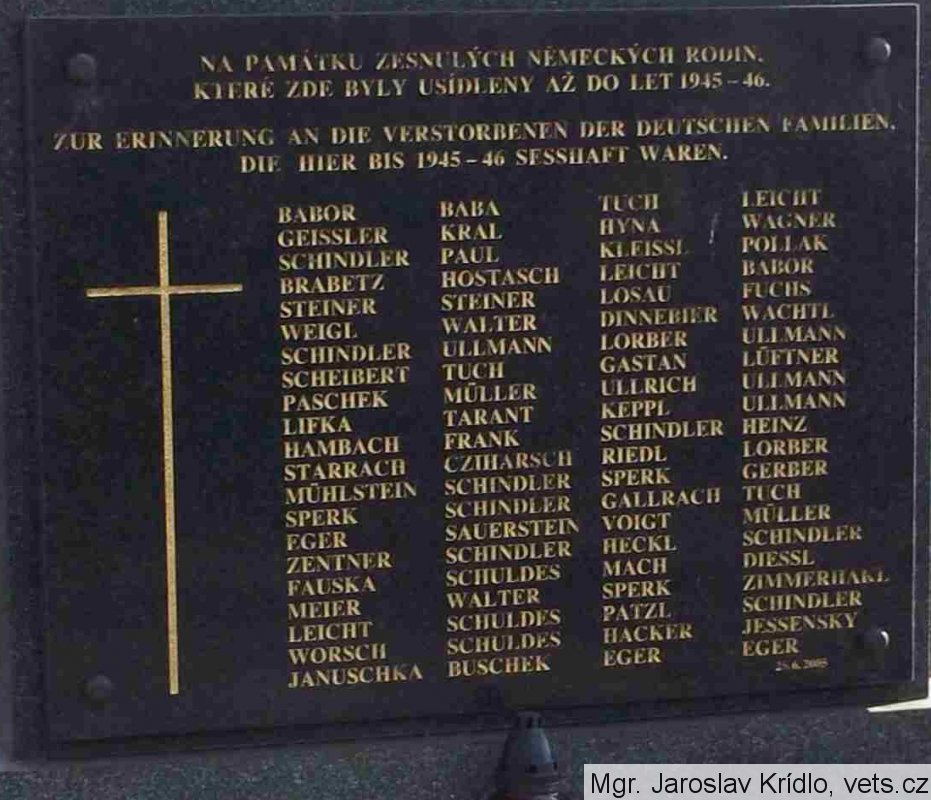 NA PAMÁTKU ZESNULÝCH NĚMECKÝCH RODIN,
KTERÉ ZDE BYLY USÍDLENY AŽ DO LET 1945 – 46.
ZUR ERINNERUNG AN DIE VERSTORBENEN DER DEUTSCHEN FAMILIEN,
DIE HIER BIS 1945 – 46 SESSHAFT WAREN.
BABOR
GEISSLER
SCHINDLER
BRABETZ
STEINER
WEIGL
SCHINDLER
SCHEIBERT
PASCHEK
LIFKA
HAMBACH
STARRACH
MÜHLSTEIN
SPERK
EGER
ZENTNER
FAUSKA
MEIER
LEICHT
WORSCH
JANUSCHKA
BABA
KRAL
PAUL
HOSTASCH
STEINER
WALTER
ULLMANN
TUCH
MÜLLER
TARANT
FRANK
CZIHARSCH
SCHINDLER
SCHINDLER
SAUERSTEIN
SCHINDLER
SCHULDES
WALTER
SCHULDES
SCHULDES
BUSCHEK
TUCH
HYNA
KLEISSL
LEICHT
LOSAU
DINNEBIER
LORBER
GASTAN
ULLRICH
KEPPL
SCHINDLER
RIEDL
SPERK
GALLRACH
VOIGT
HECKL
MACH
SPERK
PATZL
HACKER
EGER
LEICHT
WAGNER
POLLAK
BABOR
FUCHS
WACHTL
ULLMANN
LÜFTNER
ULLMANN
ULLMANN
HEINZ
LORBER
GERBER
TUCH
MÜLLER
SCHINDLER
DIESSL
ZIMMERHAKL
SCHINDLER
JESSENSKY
EGER
25.6.2005
Mgr. Jaroslav Krídlo, vets.cz